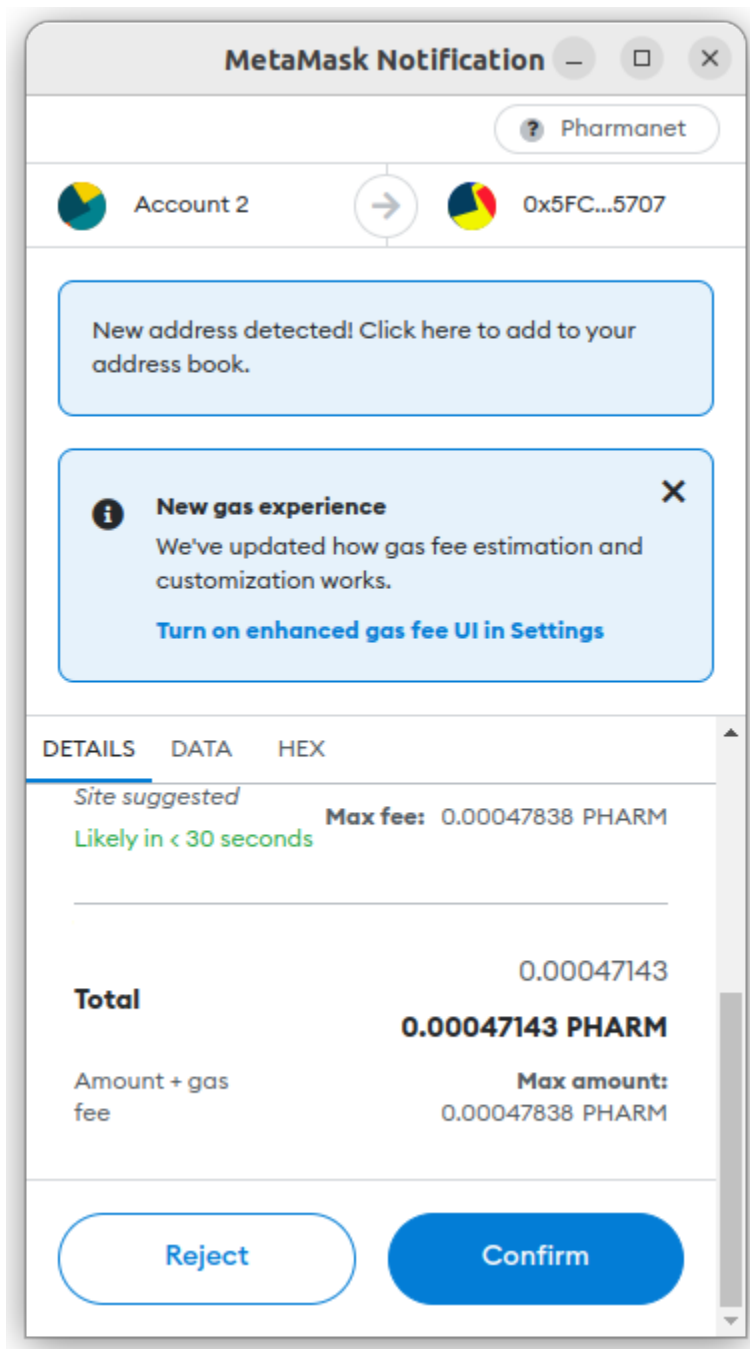 MetaMask Notification
Pharmanet
Account 2
0x5FC...5707
New address detected! Click here to add to your
address book.
New gas experience
We've updated how gas fee estimation and
customization works.
Turn on enhanced gas fee UI in Settings
DETAILS DATA HEX
Site suggested
Likely in < 30 seconds
Max fee: 0.00047838 PHARM
Total
0.00047143
0.00047143 PHARM
Amount + gas
fee
Max amount:
0.00047838 PHARM
Reject
Confirm